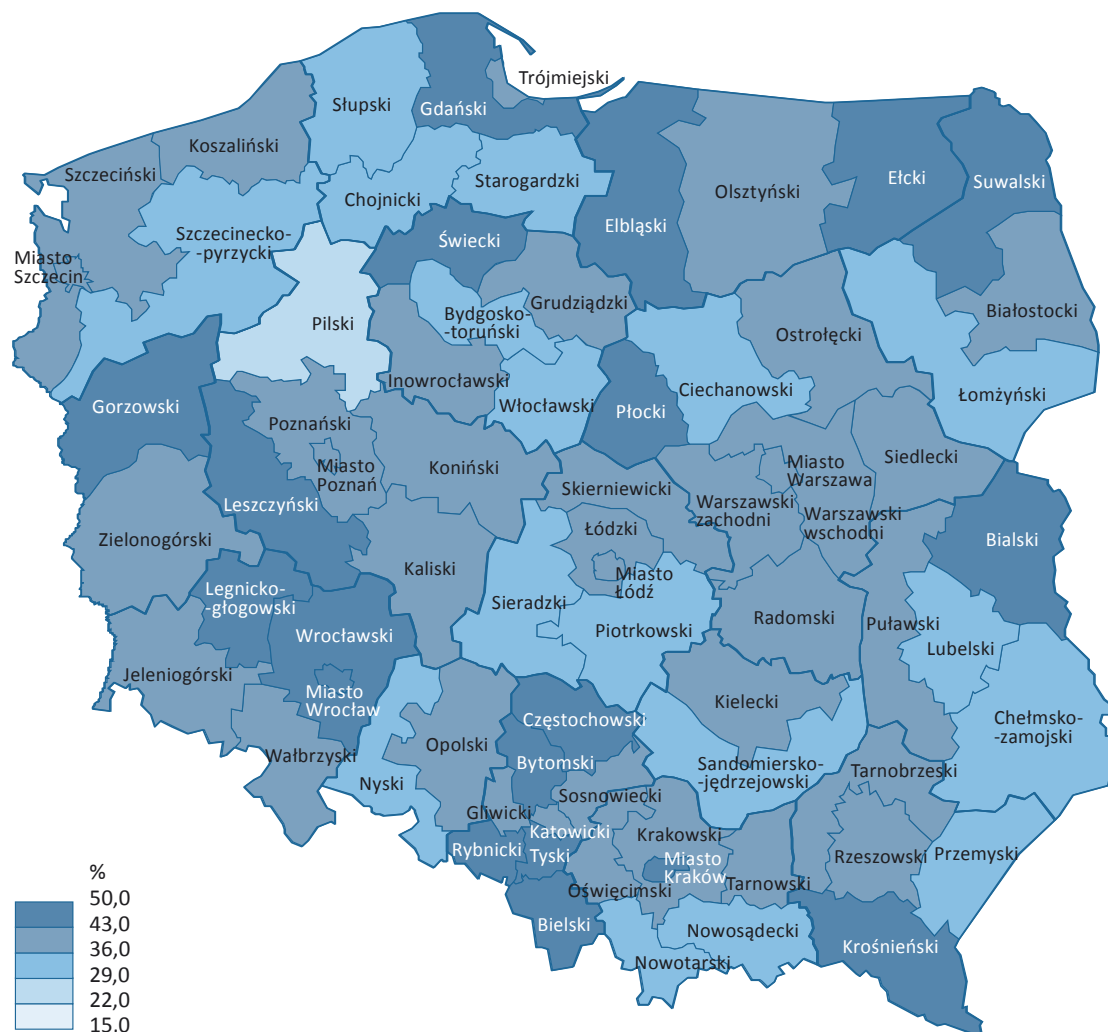 Trójmiejski
Słupski
Gdański
Koszaliński
Szczeciński
Starogardzki
Chojnicki
Olsztyński
Ełcki
Suwalski
Elbląski
Szczecinecko-
-pyrzycki
Świecki
Miasto
Szczecin
Grudziądzki
Białostocki
Pilski
Bydgosko-
-toruński
Ostrołęcki
Inowrocławski
Ciechanowski
Łomżyński
Gorzowski
Włocławski
Płocki
Poznański
Miasto
Poznań
Koniński
Siedlecki
Miasto
Warszawa
Skierniewicki
Leszczyński
Warszawski
zachodni
Warszawski
wschodni
Łódzki
Zielonogórski
Bialski
Kaliski
Miasto
Łódź
Legnicko-
-głogowski
Sieradzki
Radomski
Puławski
Wrocławski
Piotrkowski
Lubelski
Jeleniogórski
Miasto
Wrocław
Kielecki
Częstochowski
Chełmsko-
-zamojski
Opolski
Wałbrzyski
Bytomski
Sandomiersko-
-jędrzejowski
Tarnobrzeski
Nyski
Sosnowiecki
Gliwicki
Katowicki
Krakowski
Rybnicki
Tyski
Miasto
Kraków
Rzeszowski
Przemyski
Oświęcimski
Tarnowski
Bielski
Nowosądecki
Krośnieński
Nowotarski
%
50,0
43,0
36,0
29,0
22,0
15,0